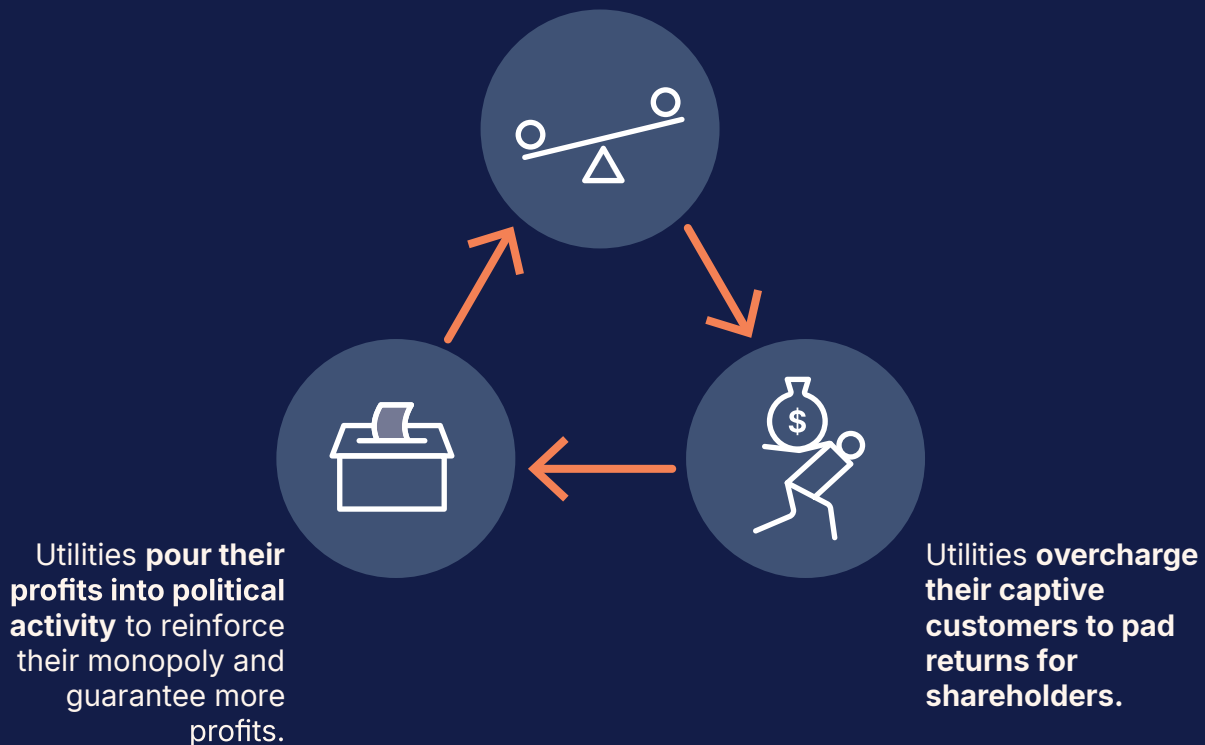 $
Utilities pour their
profits into political
activity to reinforce
their monopoly and
guarantee more
profits.
Utilities overcharge
their captive
customers to pad
returns for
shareholders.